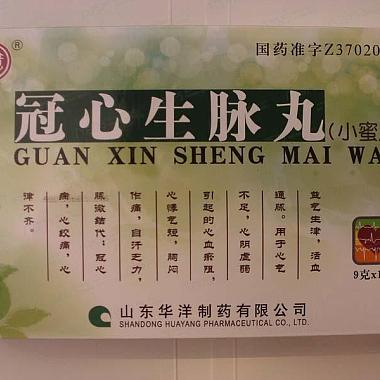 ®
国药准字Z37020
冠心生脉丸(小蜜
GUAN XIN SHENG MAI WA
益气生津，活血
通脉。用于心气
不足，心阴虚弱
引起的心血瘀阻，
心悸气短，胸闷
作痛，自汗乏力，
脉微结代；冠心
病，心绞痛，心
律不齐。
9克x1
山东华洋制药有限公司
SHANDONG HUAYANG PHARMACEUTICAL CO., LTD.